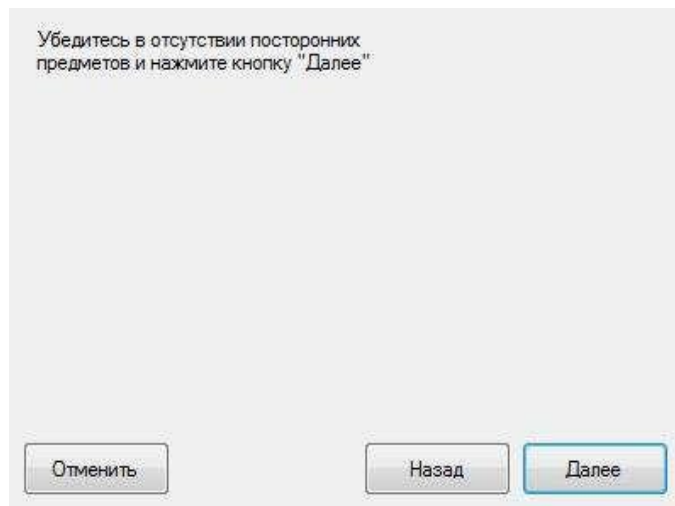 Убедитесь в отсутствии посторонних
предметов и нажмите кнопку "Далее"
Отменить
Назад
Далее